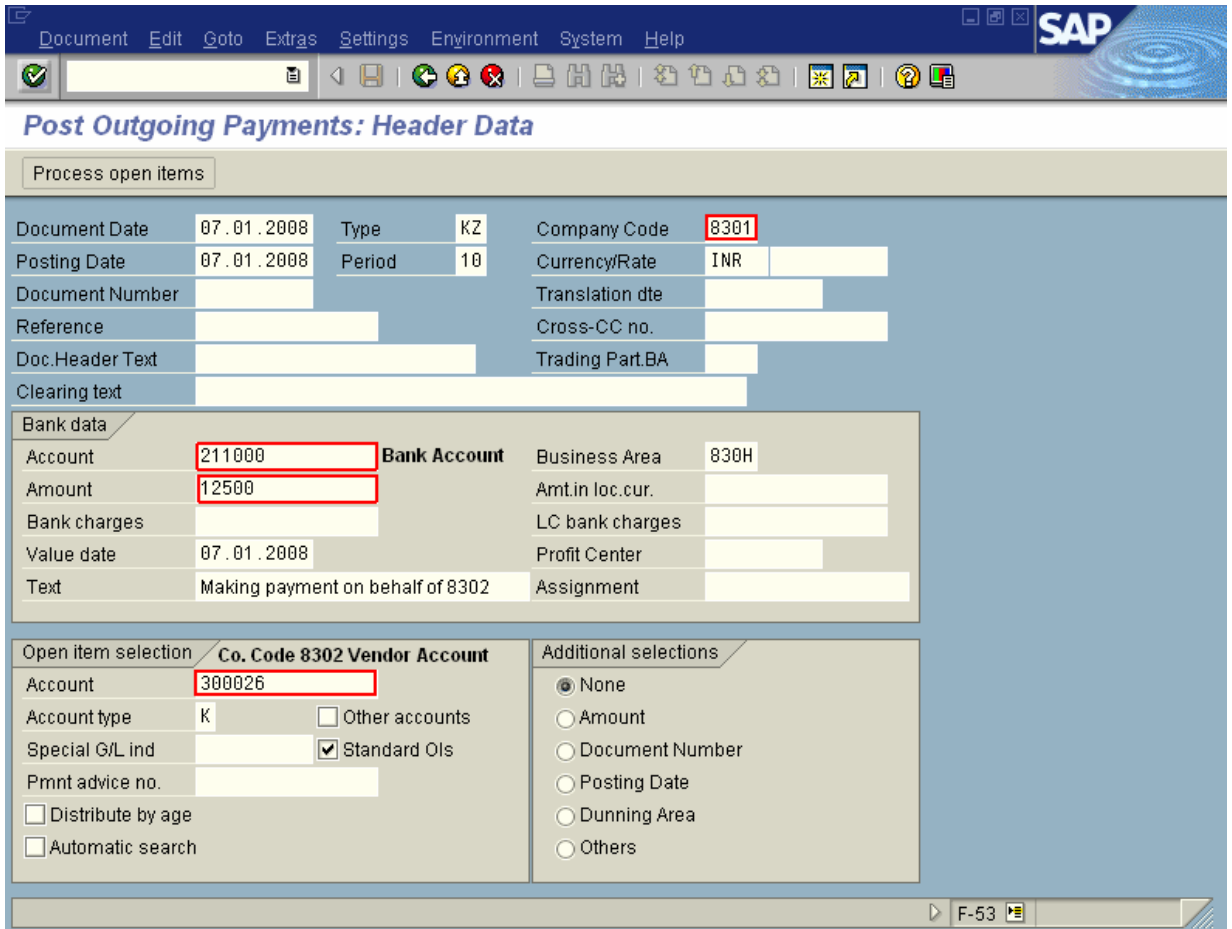 Document Edit Goto Extras Settings Environment System Help
SAP
Post Outgoing Payments: Header Data
Process open items
Document Date 07.01.2008 Type KZ Company Code 8301
Posting Date 07.01.2008 Period 10 Currency/Rate INR
Document Number Translation dte
Reference Cross-CC no.
Doc.Header Text Trading Part.BA
Clearing text
Bank data
Account 211000 Bank Account Business Area 830H
Amount 12500 Amt.in loc.cur.
Bank charges LC bank charges
Value date 07.01.2008 Profit Center
Text Making payment on behalf of 8302 Assignment
Open item selection Co. Code 8302 Vendor Account Additional selections
Account 300026 None
Account type K Other accounts Amount
Special G/L ind Standard OIs Document Number
Pmnt advice no. Posting Date
Distribute by age Dunning Area
Automatic search Others
F-53